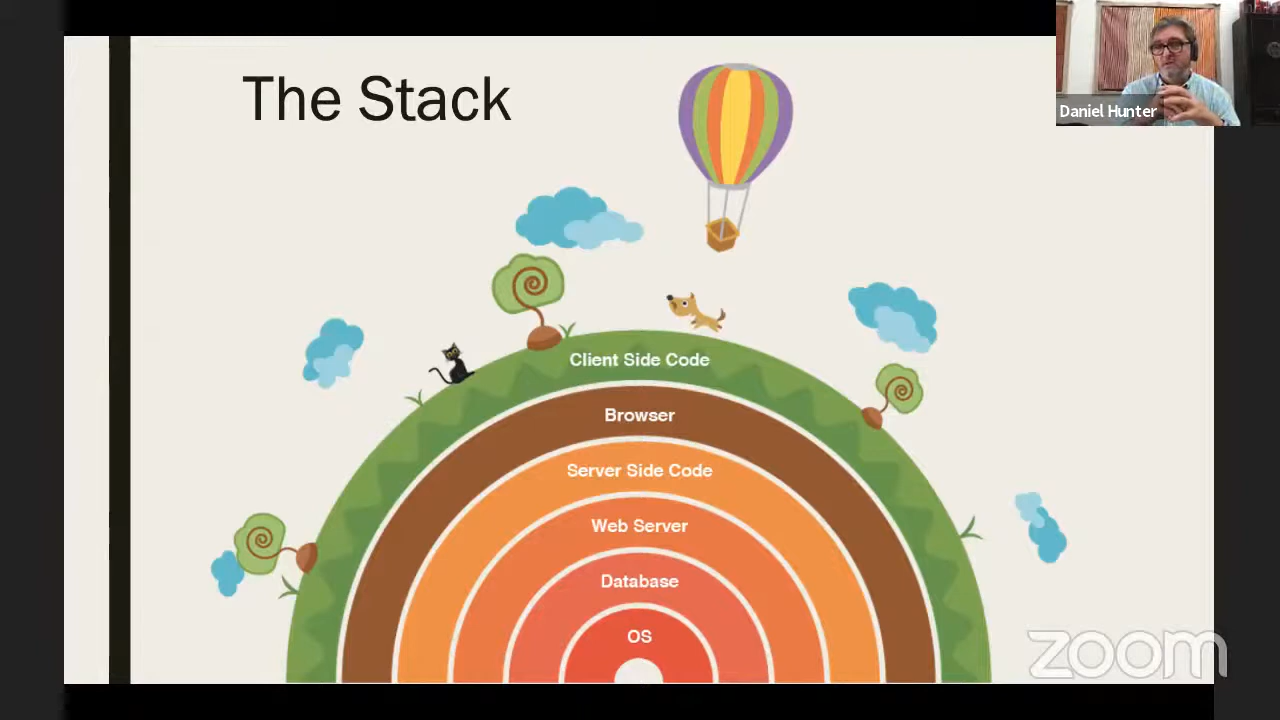 The Stack
Daniel Hunter
Client Side Code
Browser
Server Side Code
Web Server
Database
OS
zoom